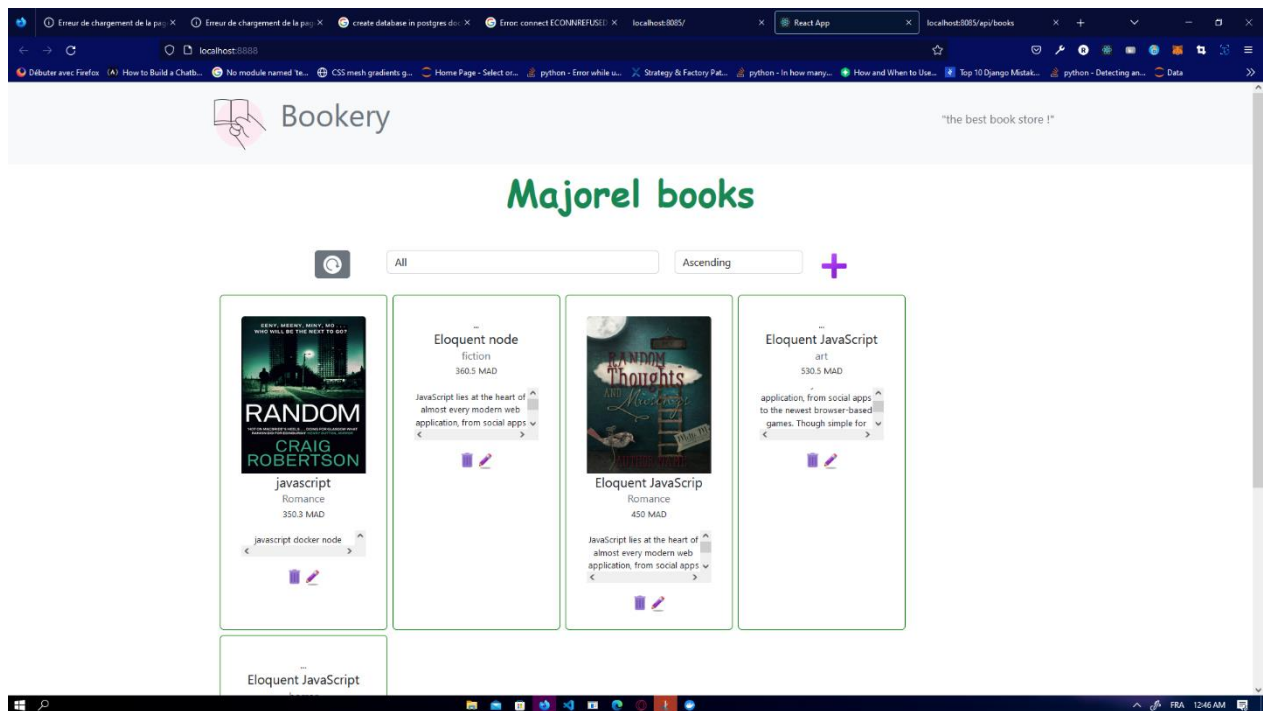 Erreur de chargement de la pag
Erreur de chargement de la pag
create database in postgres do
Error: connect ECONNREFUSED
localhost:8085/
React App
localhost:8085/api/books
localhost:8888
Débuter avec Firefox
How to Build a Chatb...
No module named 'te...
CSS mesh gradients g...
Home Page - Select or...
python - Error while u...
Strategy & Factory Pat...
python - In how many...
How and When to Use...
Top 10 Django Mistak...
python - Detecting an...
Data
Bookery
"the best book store !"
Majorel books
All
Ascending
EENY, MEENY, MINY, MO ...
WHO WILL BE THE NEXT TO GO?
RANDOM
CRAIG
ROBERTSON
javascript
Romance
350.3 MAD
javascript docker node
...
Eloquent node
fiction
360.5 MAD
JavaScript lies at the heart of
almost every modern web
application, from social apps
RANDOM
Thoughts
AND
Eloquent JavaScrip
Romance
450 MAD
JavaScript lies at the heart of
almost every modern web
application, from social apps
...
Eloquent JavaScript
art
530.5 MAD
application, from social apps
to the newest browser-based
games. Though simple for
...
Eloquent JavaScript
FRA
12:46 AM